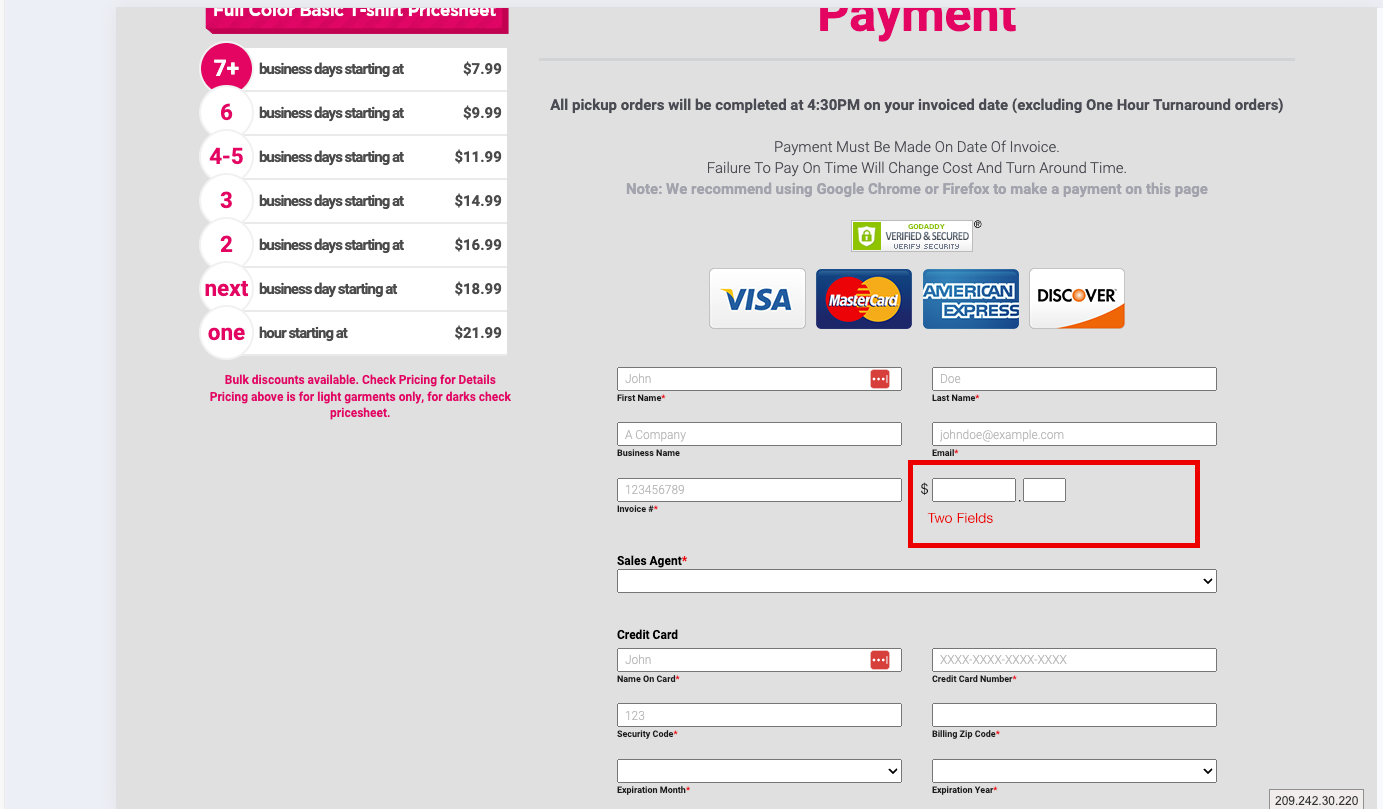 Full Color Basic T-shirt Pricesheet
7+ business days starting at $7.99
6 business days starting at $9.99
4-5 business days starting at $11.99
3 business days starting at $14.99
2 business days starting at $16.99
next business day starting at $18.99
one hour starting at $21.99
Bulk discounts available. Check Pricing for Details
Pricing above is for light garments only, for darks check
pricesheet.
Payment
All pickup orders will be completed at 4:30PM on your invoiced date (excluding One Hour Turnaround orders)
Payment Must Be Made On Date Of Invoice.
Failure To Pay On Time Will Change Cost And Turn Around Time.
Note: We recommend using Google Chrome or Firefox to make a payment on this page
GODADDY
VERIFIED & SECURED
VERIFY SECURITY
®
VISA MasterCard AMERICAN EXPRESS DISCOVER
John Doe
First Name* Last Name*
A Company johndoe@example.com
Business Name Email*
123456789 $ .
Invoice #* Two Fields
Sales Agent*
Credit Card
John XXXX-XXXX-XXXX-XXXX
Name On Card* Credit Card Number*
123
Security Code* Billing Zip Code*
Expiration Month* Expiration Year*
209.242.30.220